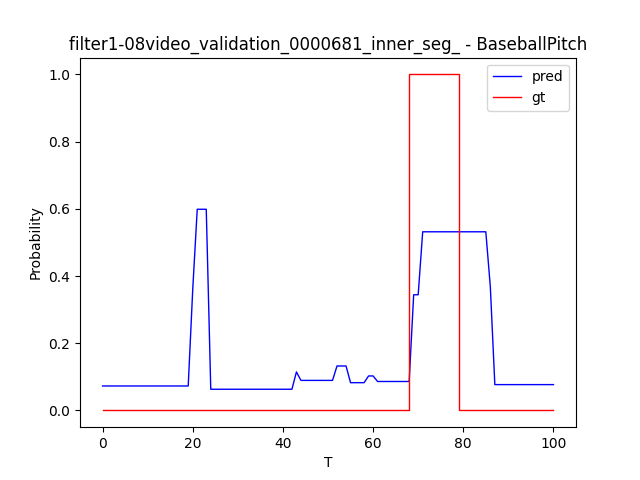 filter1-08video_validation_0000681_inner_seg_ - BaseballPitch
pred
gt
1.0
0.8
0.6
0.4
0.2
0.0
Probability
0 20 40 60 80 100
T